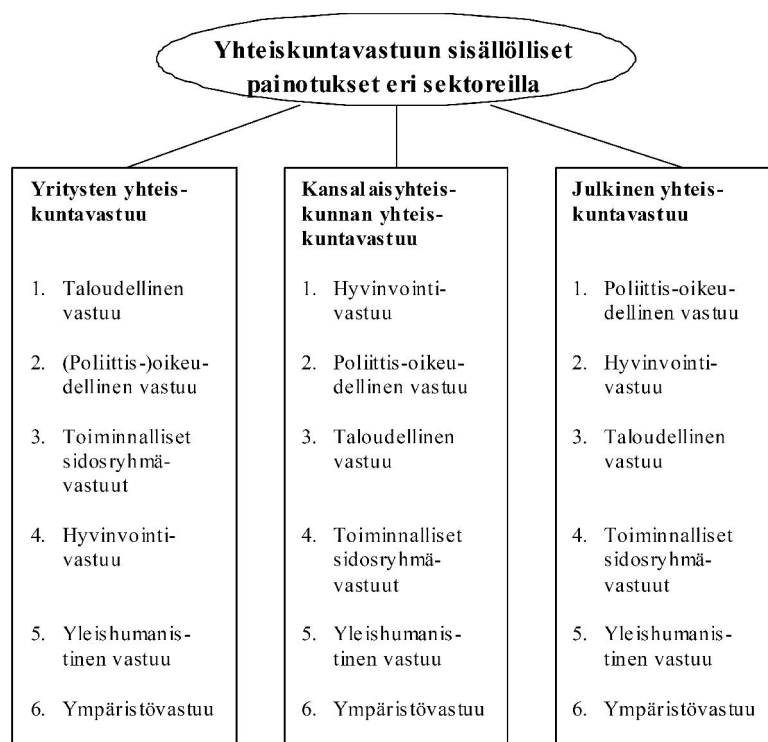 Yhteiskuntavastuun sisällölliset
painotukset eri sektoreilla
Yritysten yhteis-
kuntavastuu
1. Taloudellinen
vastuu
2. (Poliittis-)oikeu-
dellinen vastuu
3. Toiminnalliset
sidosryhmä-
vastuut
4. Hyvinvointi-
vastuu
5. Yleishumanis-
tinen vastuu
6. Ympäristövastuu
Kansalaisyhteis-
kunnan yhteis-
kuntavastuu
1. Hyvinvointi-
vastuu
2. Poliittis-oikeu-
dellinen vastuu
3. Taloudellinen
vastuu
4. Toiminnalliset
sidosryhmä-
vastuut
5. Yleishumanis-
tinen vastuu
6. Ympäristövastuu
Julkinen yhteis-
kuntavastuu
1. Poliittis-oikeu-
dellinen vastuu
2. Hyvinvointi-
vastuu
3. Taloudellinen
vastuu
4. Toiminnalliset
sidosryhmä-
vastuut
5. Yleishumanis-
tinen vastuu
6. Ympäristövastuu